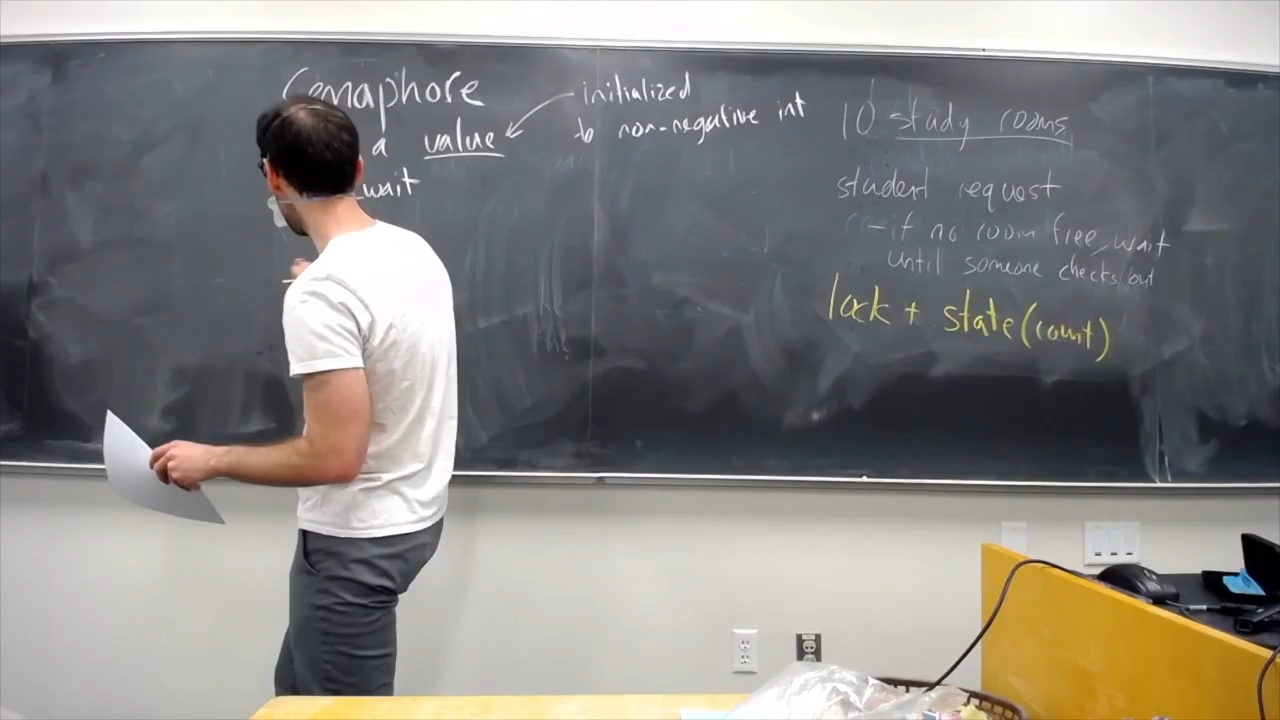 Semaphore
a value
wait
initialized
to non-negative int
10 study rooms
student request
- if no room free, wait
until someone checks out
lock + state (count)